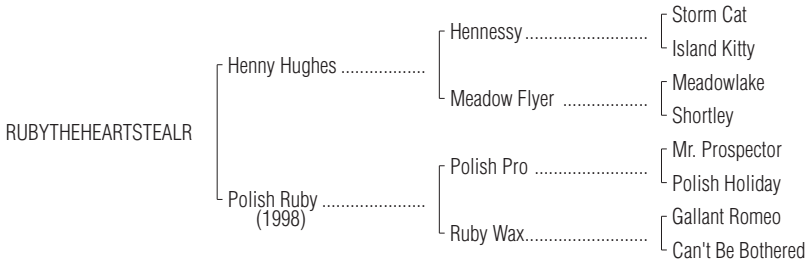 Storm Cat
Hennessy ............................
Island Kitty
Henny Hughes ...................
Meadowlake
Meadow Flyer ...................
Shortley
RUBYTHEHEARTSTEALR
Mr. Prospector
Polish Pro .........................
Polish Holiday
Polish Ruby .......................
(1998)
Gallant Romeo
Ruby Wax............................
Can't Be Bothered